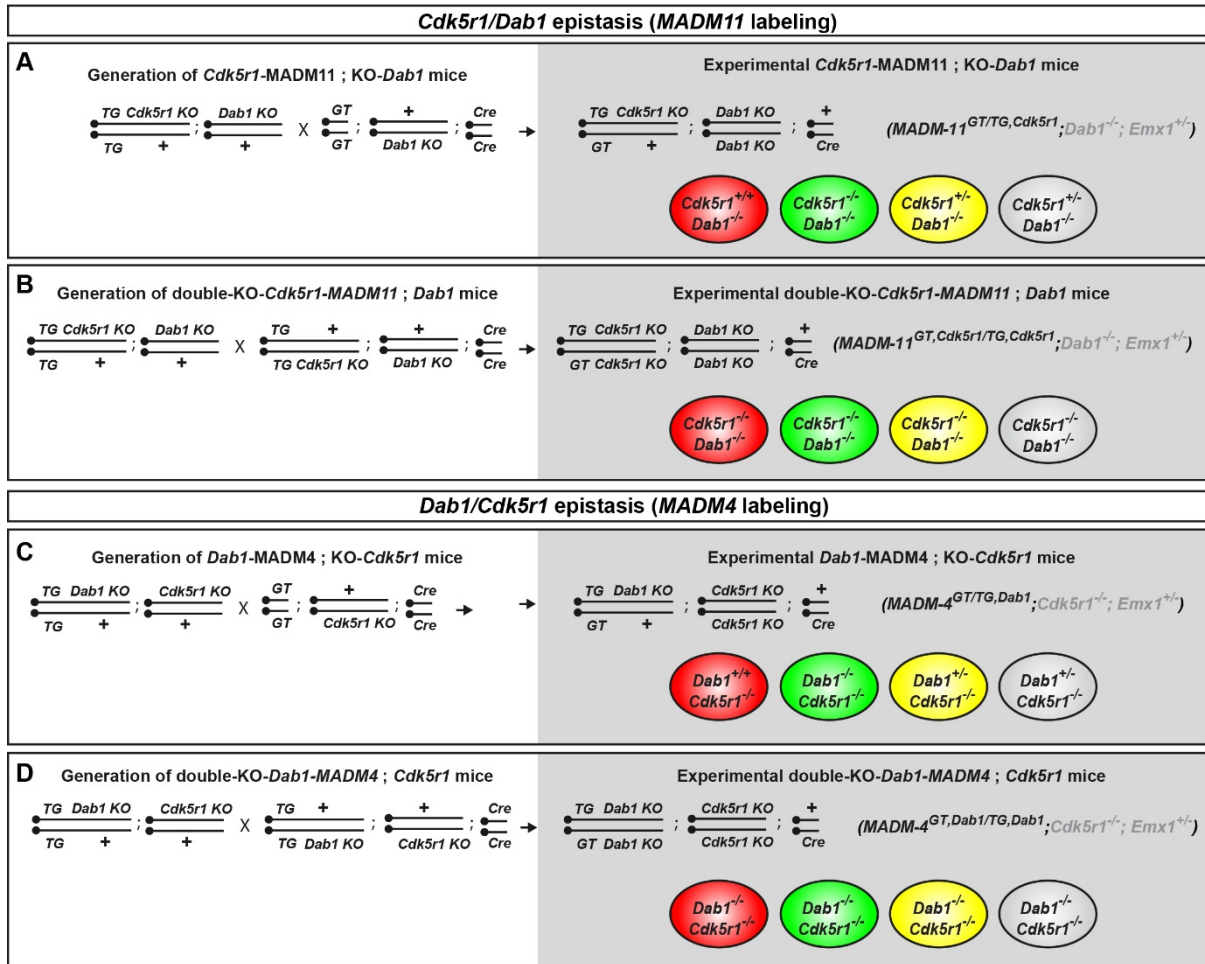 Cdk5r1/Dab1 epistasis (MADM11 labeling)
A
Generation of Cdk5r1-MADM11 ; KO-Dab1 mice
TG Cdk5r1 KO ; Dab1 KO X GT ; + ; Cre
TG + + GT Dab1 KO Cre
Experimental Cdk5r1-MADM11 ; KO-Dab1 mice
TG Cdk5r1 KO ; Dab1 KO ; + (MADM-11GT/TG,Cdk5r1;Dab1-/-; Emx1+/-)
GT + Dab1 KO Cre
Cdk5r1+/+ Cdk5r1-/- Cdk5r1+/- Cdk5r1+/-
Dab1-/- Dab1-/- Dab1-/- Dab1-/-
B
Generation of double-KO-Cdk5r1-MADM11 ; Dab1 mice
TG Cdk5r1 KO ; Dab1 KO X TG + ; + ; Cre
TG + + TG Cdk5r1 KO Dab1 KO Cre
Experimental double-KO-Cdk5r1-MADM11 ; Dab1 mice
TG Cdk5r1 KO ; Dab1 KO ; + (MADM-11GT,Cdk5r1/TG,Cdk5r1;Dab1-/-; Emx1+/-)
GT Cdk5r1 KO Dab1 KO Cre
Cdk5r1-/- Cdk5r1-/- Cdk5r1-/- Cdk5r1-/-
Dab1-/- Dab1-/- Dab1-/- Dab1-/-
Dab1/Cdk5r1 epistasis (MADM4 labeling)
C
Generation of Dab1-MADM4 ; KO-Cdk5r1 mice
TG Dab1 KO ; Cdk5r1 KO X GT ; + ; Cre
TG + + GT Cdk5r1 KO Cre
Experimental Dab1-MADM4 ; KO-Cdk5r1 mice
TG Dab1 KO ; Cdk5r1 KO ; + (MADM-4GT/TG,Dab1;Cdk5r1-/-; Emx1+/-)
GT + Cdk5r1 KO Cre
Dab1+/+ Dab1-/- Dab1+/- Dab1+/-
Cdk5r1-/- Cdk5r1-/- Cdk5r1-/- Cdk5r1-/-
D
Generation of double-KO-Dab1-MADM4 ; Cdk5r1 mice
TG Dab1 KO ; Cdk5r1 KO X TG + ; + ; Cre
TG + + TG Dab1 KO Cdk5r1 KO Cre
Experimental double-KO-Dab1-MADM4 ; Cdk5r1 mice
TG Dab1 KO ; Cdk5r1 KO ; + (MADM-4GT,Dab1/TG,Dab1;Cdk5r1-/-; Emx1+/-)
GT Dab1 KO Cdk5r1 KO Cre
Dab1-/- Dab1-/- Dab1-/- Dab1-/-
Cdk5r1-/- Cdk5r1-/- Cdk5r1-/- Cdk5r1-/-